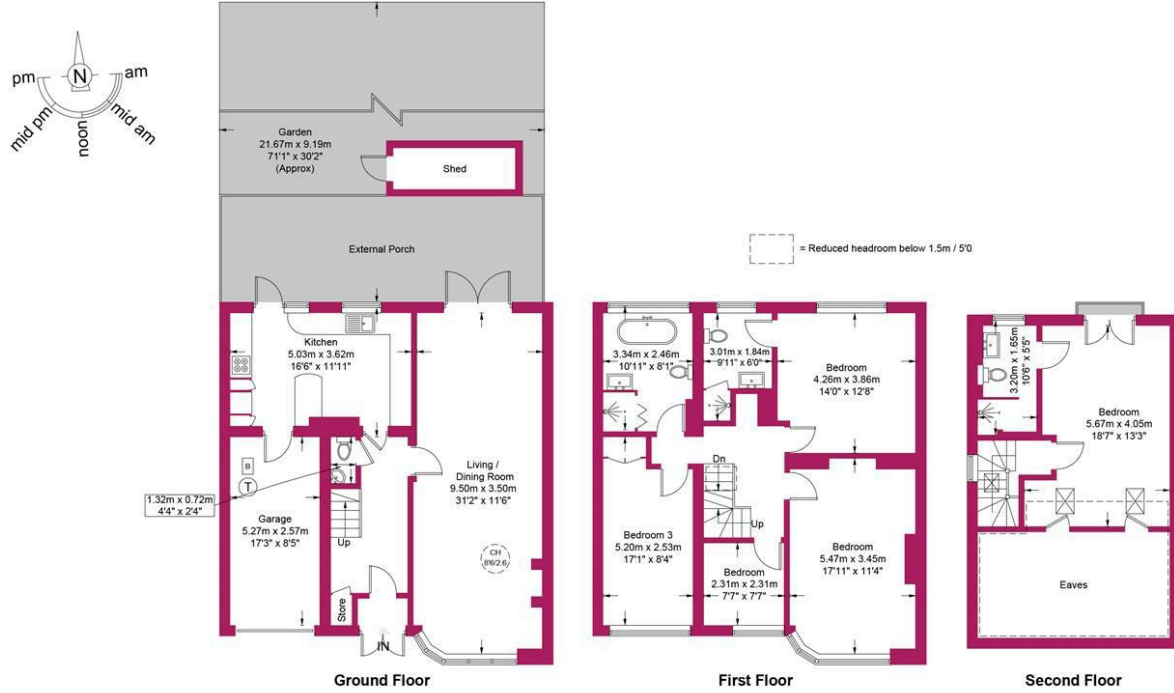 N
pm
am
mid pm
noon
mid am
Garden
21.67m x 9.19m
71'1" x 30'2"
(Approx)
Shed
External Porch
Kitchen
5.03m x 3.62m
16'6" x 11'11"
B
T
1.32m x 0.72m
4'4" x 2'4"
Garage
5.27m x 2.57m
17'3" x 8'5"
Up
Store
IN
Living /
Dining Room
9.50m x 3.50m
31'2" x 11'6"
CH
8'6/2.6
Ground Floor
= Reduced headroom below 1.5m / 5'0
3.34m x 2.46m
10'11" x 8'1"
3.01m x 1.84m
9'11" x 6'0"
Bedroom
4.26m x 3.86m
14'0" x 12'8"
Dn
Up
Bedroom 3
5.20m x 2.53m
17'1" x 8'4"
Bedroom
2.31m x 2.31m
7'7" x 7'7"
Bedroom
5.47m x 3.45m
17'11" x 11'4"
First Floor
3.20m x 1.65m
10'6" x 5'5"
Bedroom
5.67m x 4.05m
18'7" x 13'3"
Eaves
Second Floor